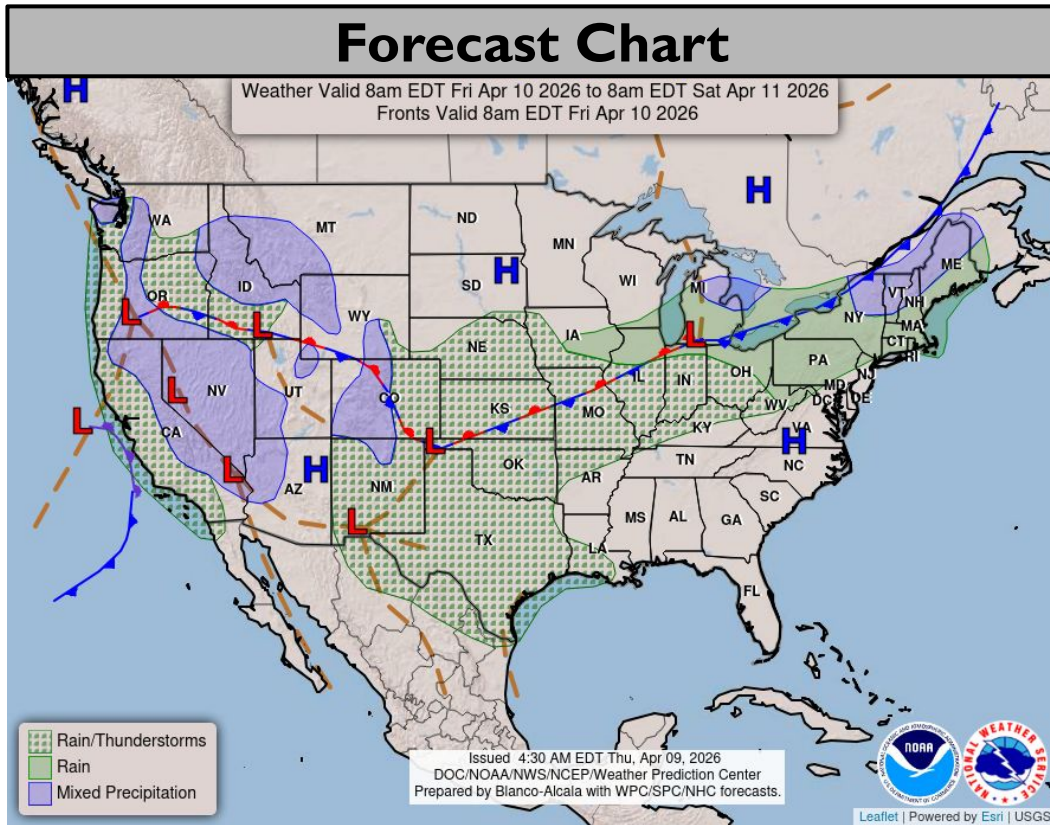 Forecast Chart
Weather Valid 8am EDT Fri Apr 10 2026 to 8am EDT Sat Apr 11 2026
Fronts Valid 8am EDT Fri Apr 10 2026
H
H
WA
MT
ND
MN
ME
OR
ID
SD
H
WI
MI
VT
NH
L
L
WY
IA
L
NY
MA
CT
RI
NE
PA
NJ
L
NV
UT
CO
IL
IN
OH
MD
DE
DC
L
CA
KS
MO
WV
VA
KY
H
L
L
H
AZ
NM
OK
AR
TN
NC
SC
L
TX
MS
AL
GA
LA
FL
Rain/Thunderstorms
Rain
Mixed Precipitation
Issued 4:30 AM EDT Thu, Apr 09, 2026
DOC/NOAA/NWS/NCEP/Weather Prediction Center
Prepared by Blanco-Alcala with WPC/SPC/NHC forecasts.
NOAA
NATIONAL WEATHER SERVICE
Leaflet | Powered by Esri | USGS